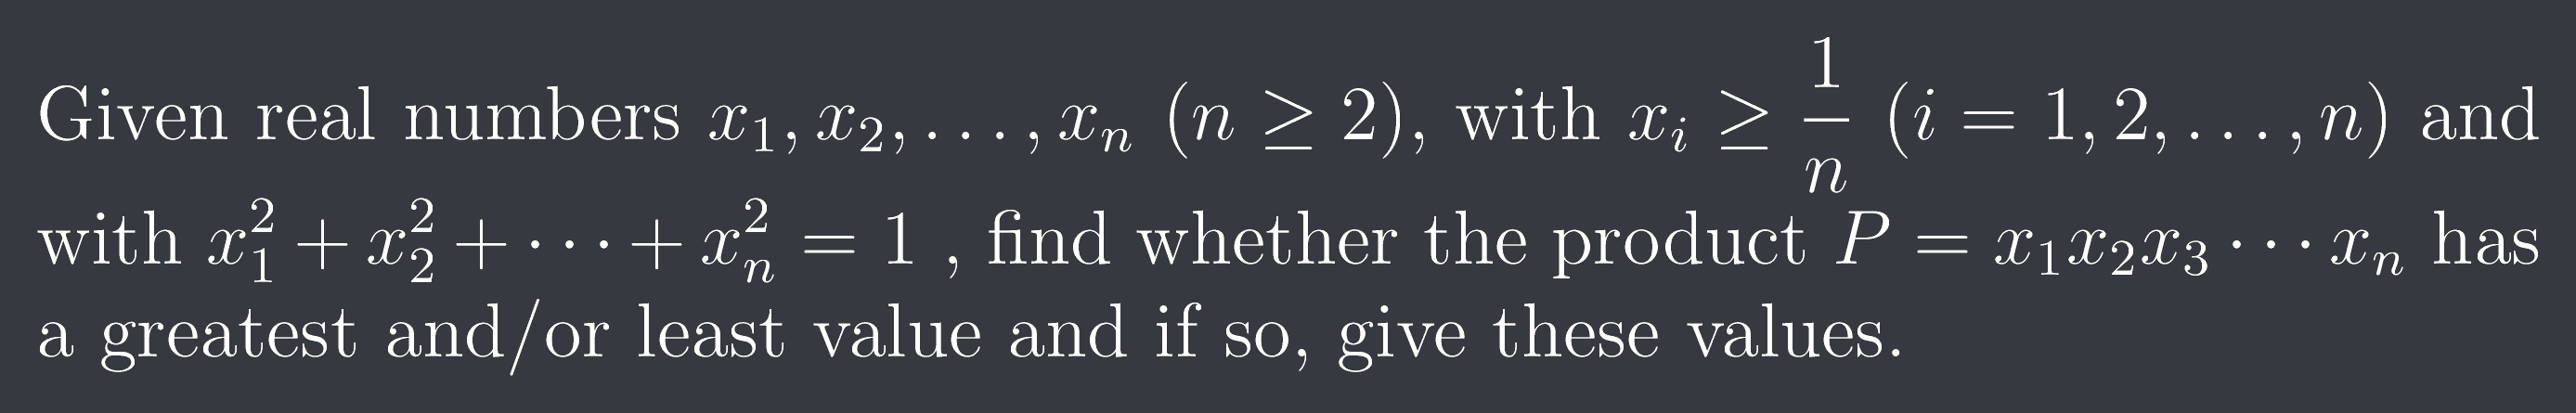 Given real numbers $x_1, x_2, \ldots, x_n$ $(n \geq 2)$, with $x_i \geq \frac{1}{n}$ $(i = 1, 2, \ldots, n)$ and
with $x_1^2 + x_2^2 + \cdots + x_n^2 = 1$ , find whether the product $P = x_1 x_2 x_3 \cdots x_n$ has
a greatest and/or least value and if so, give these values.